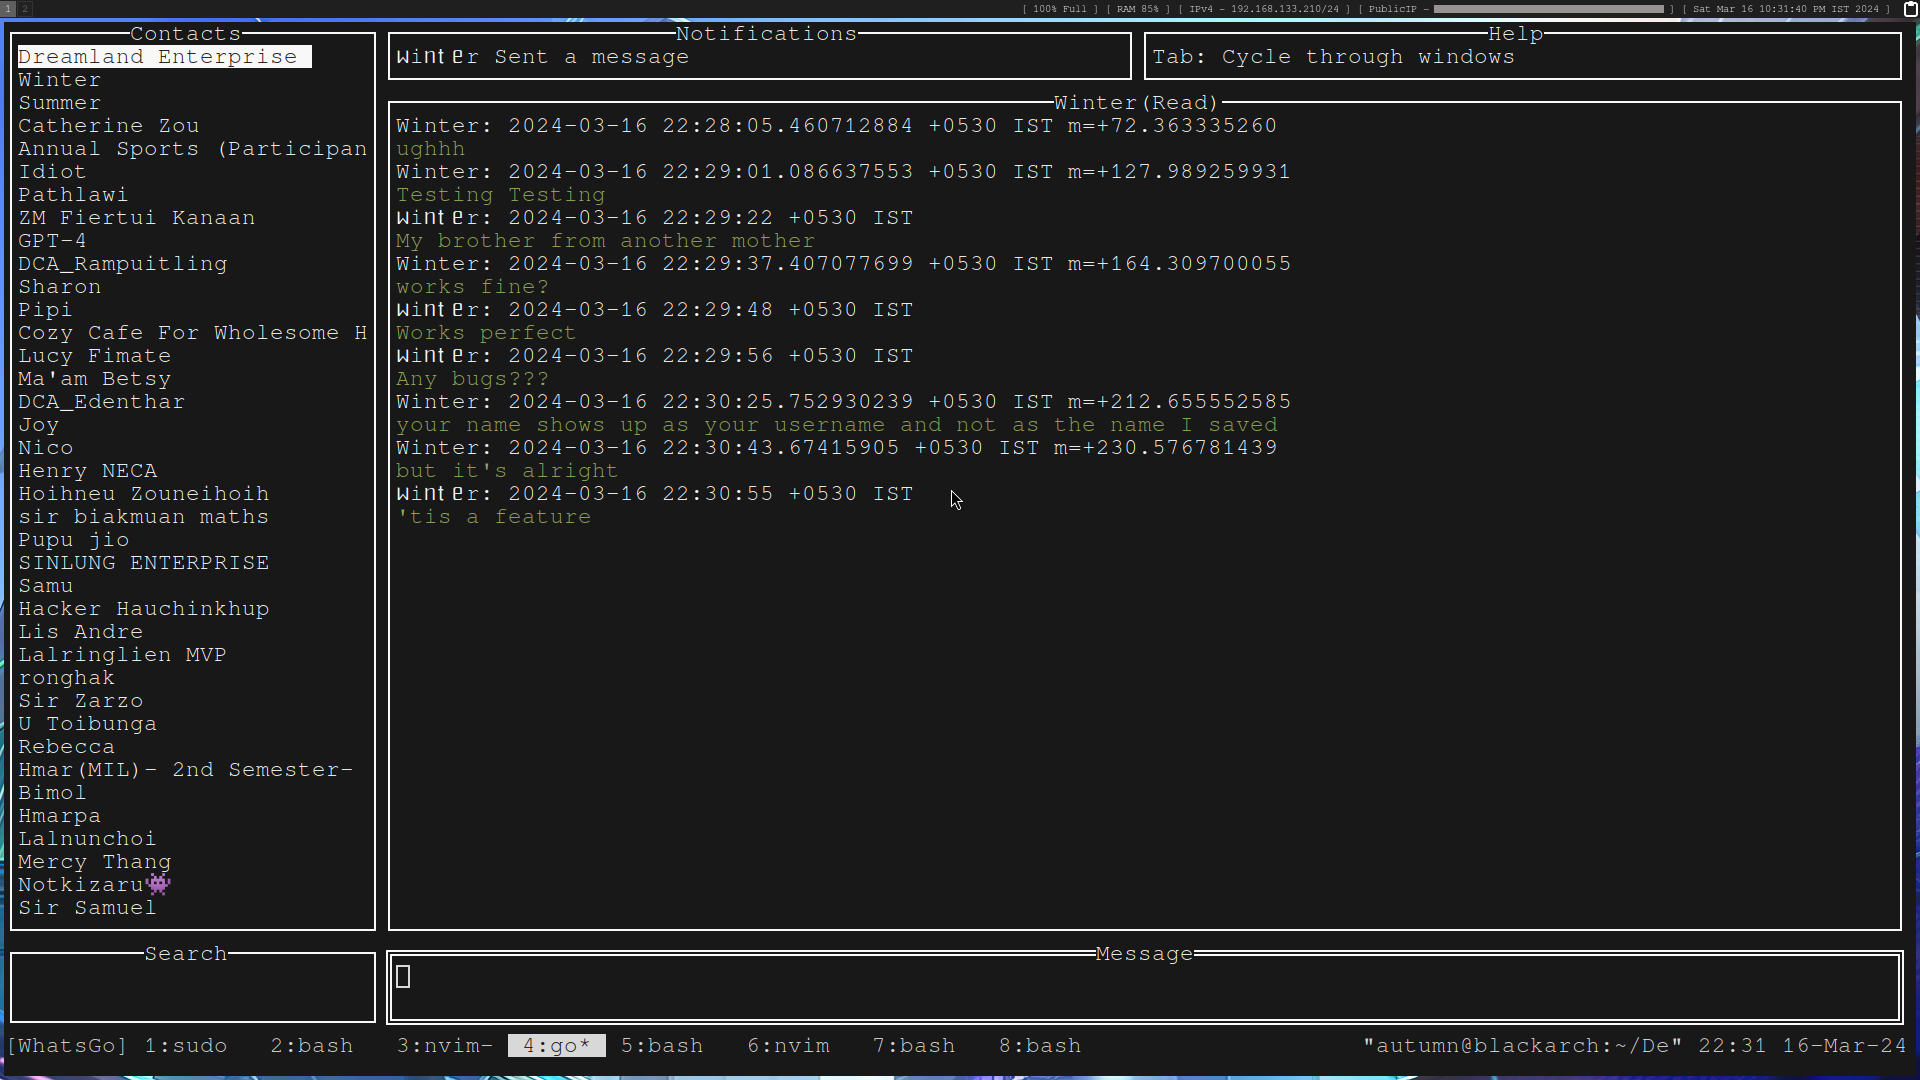 1 2 [ 100% Full ] [ RAM 85% ] [ IPv4 - 192.168.133.210/24 ] [ PublicIP - ] [ Sat Mar 16 10:31:40 PM IST 2024 ]
Contacts
Dreamland Enterprise
Winter
Summer
Catherine Zou
Annual Sports (Participan
Idiot
Pathlawi
ZM Fiertui Kanaan
GPT-4
DCA_Rampuitling
Sharon
Pipi
Cozy Cafe For Wholesome H
Lucy Fimate
Ma'am Betsy
DCA_Edenthar
Joy
Nico
Henry NECA
Hoihneu Zouneihoih
sir biakmuan maths
Pupu jio
SINLUNG ENTERPRISE
Samu
Hacker Hauchinkhup
Lis Andre
Lalringlien MVP
ronghak
Sir Zarzo
U Toibunga
Rebecca
Hmar(MIL)- 2nd Semester-
Bimol
Hmarpa
Lalnunchoi
Mercy Thang
Notkizaru👾
Sir Samuel
Search
Notifications
winter Sent a message
Help
Tab: Cycle through windows
Winter(Read)
Winter: 2024-03-16 22:28:05.460712884 +0530 IST m=+72.363335260
ughhh
Winter: 2024-03-16 22:29:01.086637553 +0530 IST m=+127.989259931
Testing Testing
winter: 2024-03-16 22:29:22 +0530 IST
My brother from another mother
Winter: 2024-03-16 22:29:37.407077699 +0530 IST m=+164.309700055
works fine?
winter: 2024-03-16 22:29:48 +0530 IST
Works perfect
winter: 2024-03-16 22:29:56 +0530 IST
Any bugs???
Winter: 2024-03-16 22:30:25.752930239 +0530 IST m=+212.655552585
your name shows up as your username and not as the name I saved
Winter: 2024-03-16 22:30:43.67415905 +0530 IST m=+230.576781439
but it's alright
winter: 2024-03-16 22:30:55 +0530 IST
'tis a feature
Message
[WhatsGo] 1:sudo 2:bash 3:nvim- 4:go* 5:bash 6:nvim 7:bash 8:bash "autumn@blackarch:~/De" 22:31 16-Mar-24